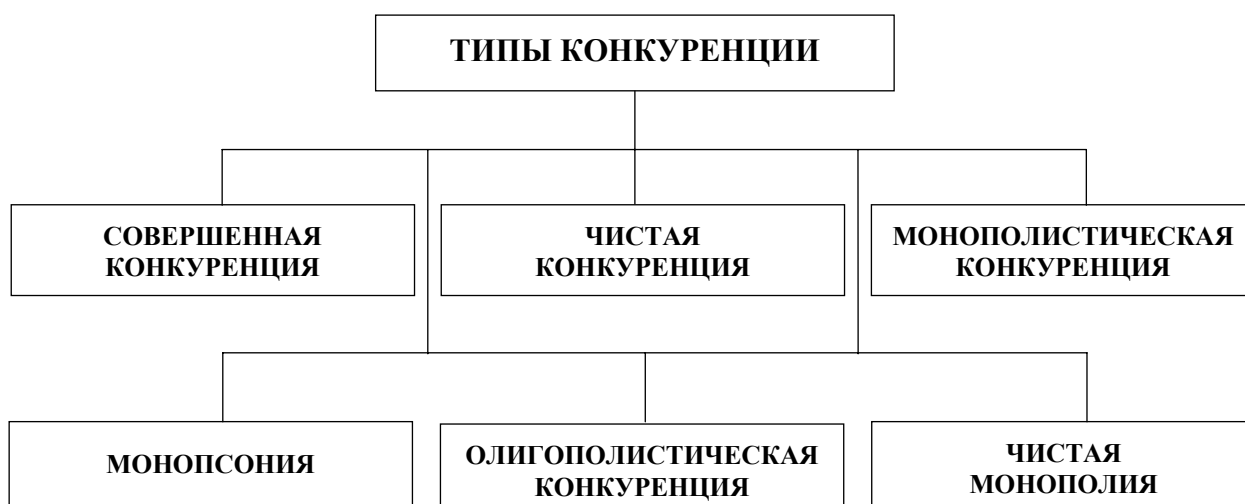 ТИПЫ КОНКУРЕНЦИИ
СОВЕРШЕННАЯ
КОНКУРЕНЦИЯ
ЧИСТАЯ
КОНКУРЕНЦИЯ
МОНОПОЛИСТИЧЕСКАЯ
КОНКУРЕНЦИЯ
МОНОПСОНИЯ
ОЛИГОПОЛИСТИЧЕСКАЯ
КОНКУРЕНЦИЯ
ЧИСТАЯ
МОНОПОЛИЯ